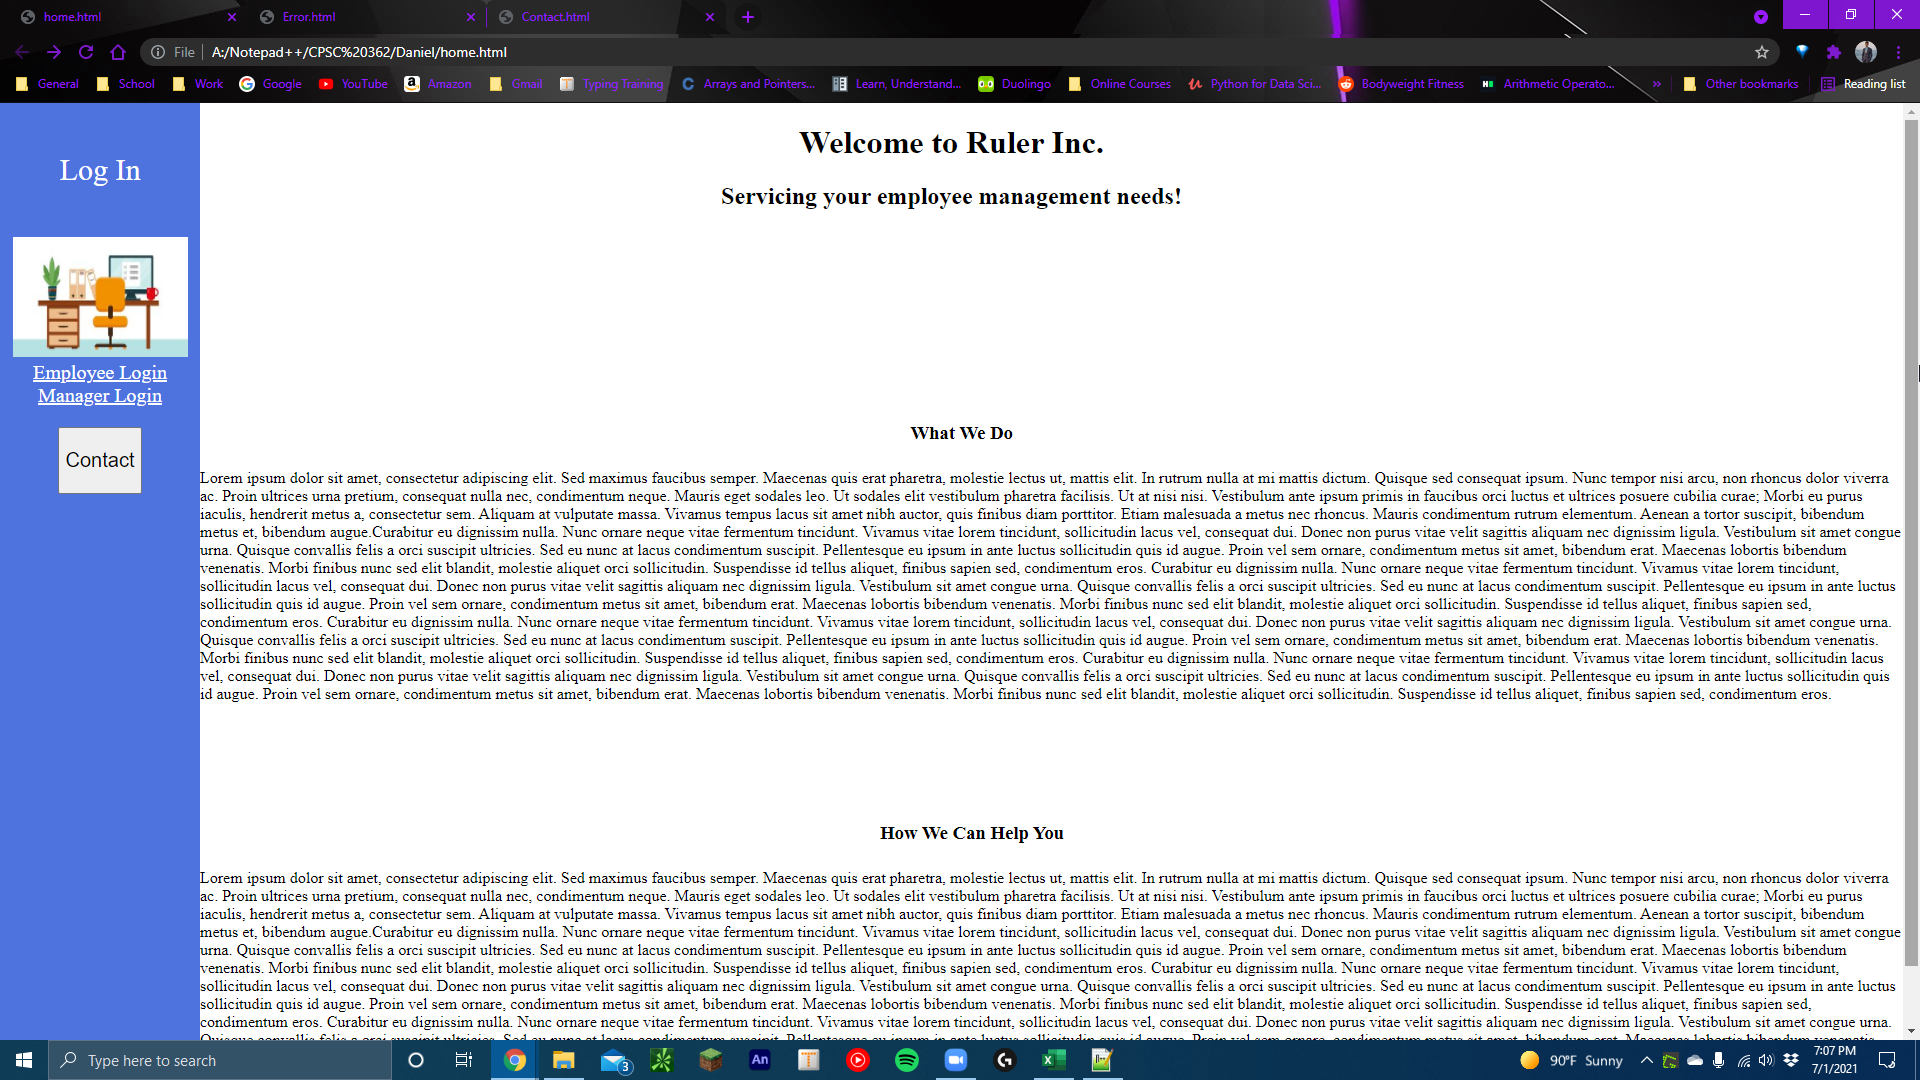 home.html
Error.html
Contact.html
File
A:/Notepad++/CPSC%20362/Daniel/home.html
General
School
Work
Google
YouTube
Amazon
Gmail
Typing Training
Arrays and Pointers...
Learn, Understand...
Duolingo
Online Courses
Python for Data Sci...
Bodyweight Fitness
Arithmetic Operato...
Other bookmarks
Reading list
Log In
Employee Login
Manager Login
Contact
Welcome to Ruler Inc.
Servicing your employee management needs!
What We Do
Lorem ipsum dolor sit amet, consectetur adipiscing elit. Sed maximus faucibus semper. Maecenas quis erat pharetra, molestie lectus ut, mattis elit. In rutrum nulla at mi mattis dictum. Quisque sed consequat ipsum. Nunc tempor nisi arcu, non rhoncus dolor viverra
ac. Proin ultrices urna pretium, consequat nulla nec, condimentum neque. Mauris eget sodales leo. Ut sodales elit vestibulum pharetra facilisis. Ut at nisi nisi. Vestibulum ante ipsum primis in faucibus orci luctus et ultrices posuere cubilia curae; Morbi eu purus
iaculis, hendrerit metus a, consectetur sem. Aliquam at vulputate massa. Vivamus tempus lacus sit amet nibh auctor, quis finibus diam porttitor. Etiam malesuada a metus nec rhoncus. Mauris condimentum rutrum elementum. Aenean a tortor suscipit, bibendum
metus et, bibendum augue.Curabitur eu dignissim nulla. Nunc ornare neque vitae fermentum tincidunt. Vivamus vitae lorem tincidunt, sollicitudin lacus vel, consequat dui. Donec non purus vitae velit sagittis aliquam nec dignissim ligula. Vestibulum sit amet congue
urna. Quisque convallis felis a orci suscipit ultricies. Sed eu nunc at lacus condimentum suscipit. Pellentesque eu ipsum in ante luctus sollicitudin quis id augue. Proin vel sem ornare, condimentum metus sit amet, bibendum erat. Maecenas lobortis bibendum
venenatis. Morbi finibus nunc sed elit blandit, molestie aliquet orci sollicitudin. Suspendisse id tellus aliquet, finibus sapien sed, condimentum eros. Curabitur eu dignissim nulla. Nunc ornare neque vitae fermentum tincidunt. Vivamus vitae lorem tincidunt,
sollicitudin lacus vel, consequat dui. Donec non purus vitae velit sagittis aliquam nec dignissim ligula. Vestibulum sit amet congue urna. Quisque convallis felis a orci suscipit ultricies. Sed eu nunc at lacus condimentum suscipit. Pellentesque eu ipsum in ante luctus
sollicitudin quis id augue. Proin vel sem ornare, condimentum metus sit amet, bibendum erat. Maecenas lobortis bibendum venenatis. Morbi finibus nunc sed elit blandit, molestie aliquet orci sollicitudin. Suspendisse id tellus aliquet, finibus sapien sed,
condimentum eros. Curabitur eu dignissim nulla. Nunc ornare neque vitae fermentum tincidunt. Vivamus vitae lorem tincidunt, sollicitudin lacus vel, consequat dui. Donec non purus vitae velit sagittis aliquam nec dignissim ligula. Vestibulum sit amet congue urna.
Quisque convallis felis a orci suscipit ultricies. Sed eu nunc at lacus condimentum suscipit. Pellentesque eu ipsum in ante luctus sollicitudin quis id augue. Proin vel sem ornare, condimentum metus sit amet, bibendum erat. Maecenas lobortis bibendum venenatis.
Morbi finibus nunc sed elit blandit, molestie aliquet orci sollicitudin. Suspendisse id tellus aliquet, finibus sapien sed, condimentum eros. Curabitur eu dignissim nulla. Nunc ornare neque vitae fermentum tincidunt. Vivamus vitae lorem tincidunt, sollicitudin lacus
vel, consequat dui. Donec non purus vitae velit sagittis aliquam nec dignissim ligula. Vestibulum sit amet congue urna. Quisque convallis felis a orci suscipit ultricies. Sed eu nunc at lacus condimentum suscipit. Pellentesque eu ipsum in ante luctus sollicitudin quis
id augue. Proin vel sem ornare, condimentum metus sit amet, bibendum erat. Maecenas lobortis bibendum venenatis. Morbi finibus nunc sed elit blandit, molestie aliquet orci sollicitudin. Suspendisse id tellus aliquet, finibus sapien sed, condimentum eros.
How We Can Help You
Lorem ipsum dolor sit amet, consectetur adipiscing elit. Sed maximus faucibus semper. Maecenas quis erat pharetra, molestie lectus ut, mattis elit. In rutrum nulla at mi mattis dictum. Quisque sed consequat ipsum. Nunc tempor nisi arcu, non rhoncus dolor viverra
ac. Proin ultrices urna pretium, consequat nulla nec, condimentum neque. Mauris eget sodales leo. Ut sodales elit vestibulum pharetra facilisis. Ut at nisi nisi. Vestibulum ante ipsum primis in faucibus orci luctus et ultrices posuere cubilia curae; Morbi eu purus
iaculis, hendrerit metus a, consectetur sem. Aliquam at vulputate massa. Vivamus tempus lacus sit amet nibh auctor, quis finibus diam porttitor. Etiam malesuada a metus nec rhoncus. Mauris condimentum rutrum elementum. Aenean a tortor suscipit, bibendum
metus et, bibendum augue.Curabitur eu dignissim nulla. Nunc ornare neque vitae fermentum tincidunt. Vivamus vitae lorem tincidunt, sollicitudin lacus vel, consequat dui. Donec non purus vitae velit sagittis aliquam nec dignissim ligula. Vestibulum sit amet congue
urna. Quisque convallis felis a orci suscipit ultricies. Sed eu nunc at lacus condimentum suscipit. Pellentesque eu ipsum in ante luctus sollicitudin quis id augue. Proin vel sem ornare, condimentum metus sit amet, bibendum erat. Maecenas lobortis bibendum
venenatis. Morbi finibus nunc sed elit blandit, molestie aliquet orci sollicitudin. Suspendisse id tellus aliquet, finibus sapien sed, condimentum eros. Curabitur eu dignissim nulla. Nunc ornare neque vitae fermentum tincidunt. Vivamus vitae lorem tincidunt,
sollicitudin lacus vel, consequat dui. Donec non purus vitae velit sagittis aliquam nec dignissim ligula. Vestibulum sit amet congue urna. Quisque convallis felis a orci suscipit ultricies. Sed eu nunc at lacus condimentum suscipit. Pellentesque eu ipsum in ante luctus
sollicitudin quis id augue. Proin vel sem ornare, condimentum metus sit amet, bibendum erat. Maecenas lobortis bibendum venenatis. Morbi finibus nunc sed elit blandit, molestie aliquet orci sollicitudin. Suspendisse id tellus aliquet, finibus sapien sed,
condimentum eros. Curabitur eu dignissim nulla. Nunc ornare neque vitae fermentum tincidunt. Vivamus vitae lorem tincidunt, sollicitudin lacus vel, consequat dui. Donec non purus vitae velit sagittis aliquam nec dignissim ligula. Vestibulum sit amet congue urna.
Type here to search
3
An
90°F Sunny
7:07 PM
7/1/2021